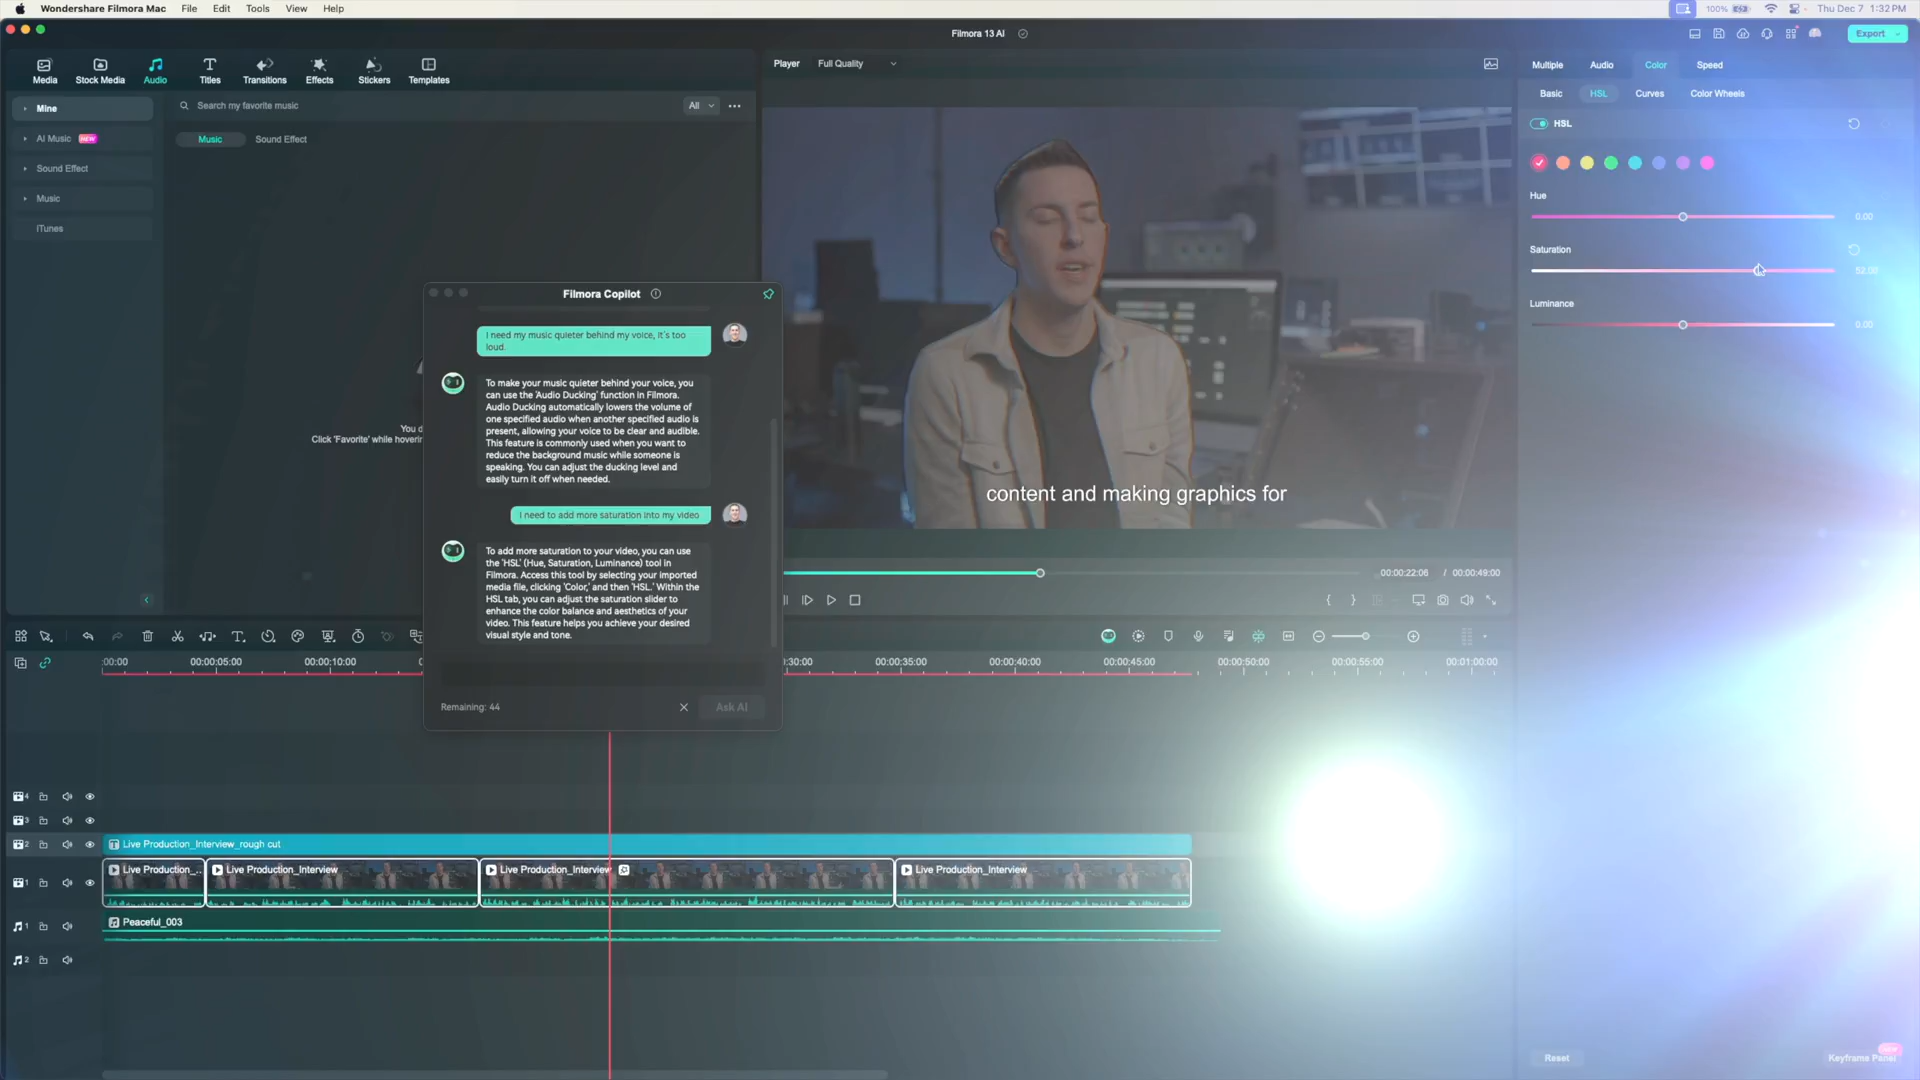 Wondershare Filmora Mac File Edit Tools View Help
100% Thu Dec 7 1:32 PM
Filmora 13 AI
Export
Media Stock Media Audio Titles Transitions Effects Stickers Templates
Mine
AI Music NEW
Sound Effect
Music
iTunes
Search my favorite music
All
Music Sound Effect
You d
Click 'Favorite' while hoverin
Filmora Copilot
I need my music quieter behind my voice, it's too
loud.
To make your music quieter behind your voice, you
can use the 'Audio Ducking' function in Filmora.
Audio Ducking automatically lowers the volume of
one specified audio when another specified audio is
present, allowing your voice to be clear and audible.
This feature is commonly used when you want to
reduce the background music while someone is
speaking. You can adjust the ducking level and
easily turn it off when needed.
I need to add more saturation into my video
To add more saturation to your video, you can use
the 'HSL' (Hue, Saturation, Luminance) tool in
Filmora. Access this tool by selecting your imported
media file, clicking 'Color,' and then 'HSL.' Within the
HSL tab, you can adjust the saturation slider to
enhance the color balance and aesthetics of your
video. This feature helps you achieve your desired
visual style and tone.
Remaining: 44
Ask AI
Player Full Quality
content and making graphics for
00:00:22:06 / 00:00:49:00
Multiple Audio Color Speed
Basic HSL Curves Color Wheels
HSL
Hue
0.00
Saturation
52.00
Luminance
0.00
:00:00 00:00:05:00 00:00:10:00 :30:00 00:00:35:00 00:00:40:00 00:00:45:00 00:00:50:00 00:00:55:00 00:01:00:00
4
3
2
Live Production_Interview_rough cut
1
Live Production_... Live Production_Interview Live Production_Interview Live Production_Interview
1
Peaceful_003
2
Reset
Keyframe Panel